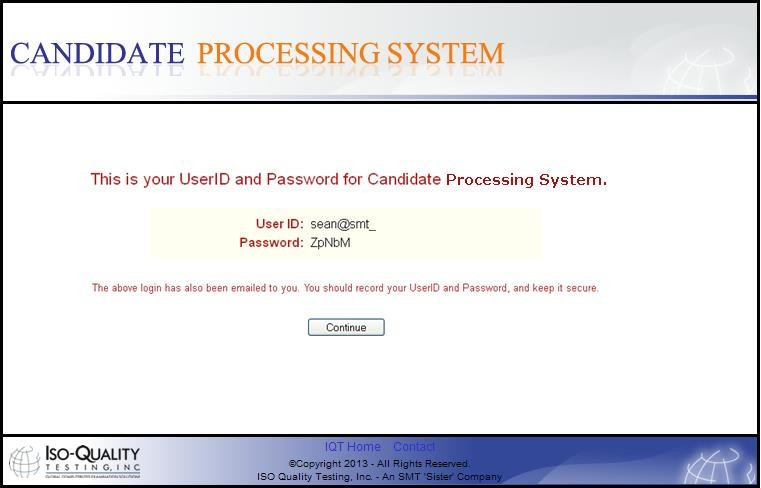 CANDIDATE PROCESSING SYSTEM
This is your UserID and Password for Candidate Processing System.
User ID: sean@smt_
Password: ZpNbM
The above login has also been emailed to you. You should record your UserID and Password, and keep it secure.
Continue
IQT Home Contact
©Copyright 2013 - All Rights Reserved.
ISO Quality Testing, Inc. - An SMT 'Sister' Company
ISO-QUALITY
TESTING, INC